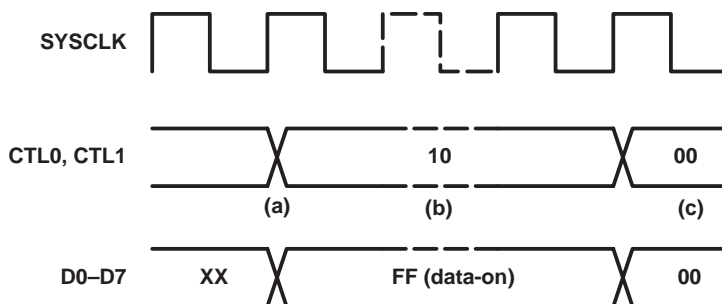 SYSCLK
CTL0, CTL1
10
00
(a)
(b)
(c)
D0–D7
XX
FF (data-on)
00